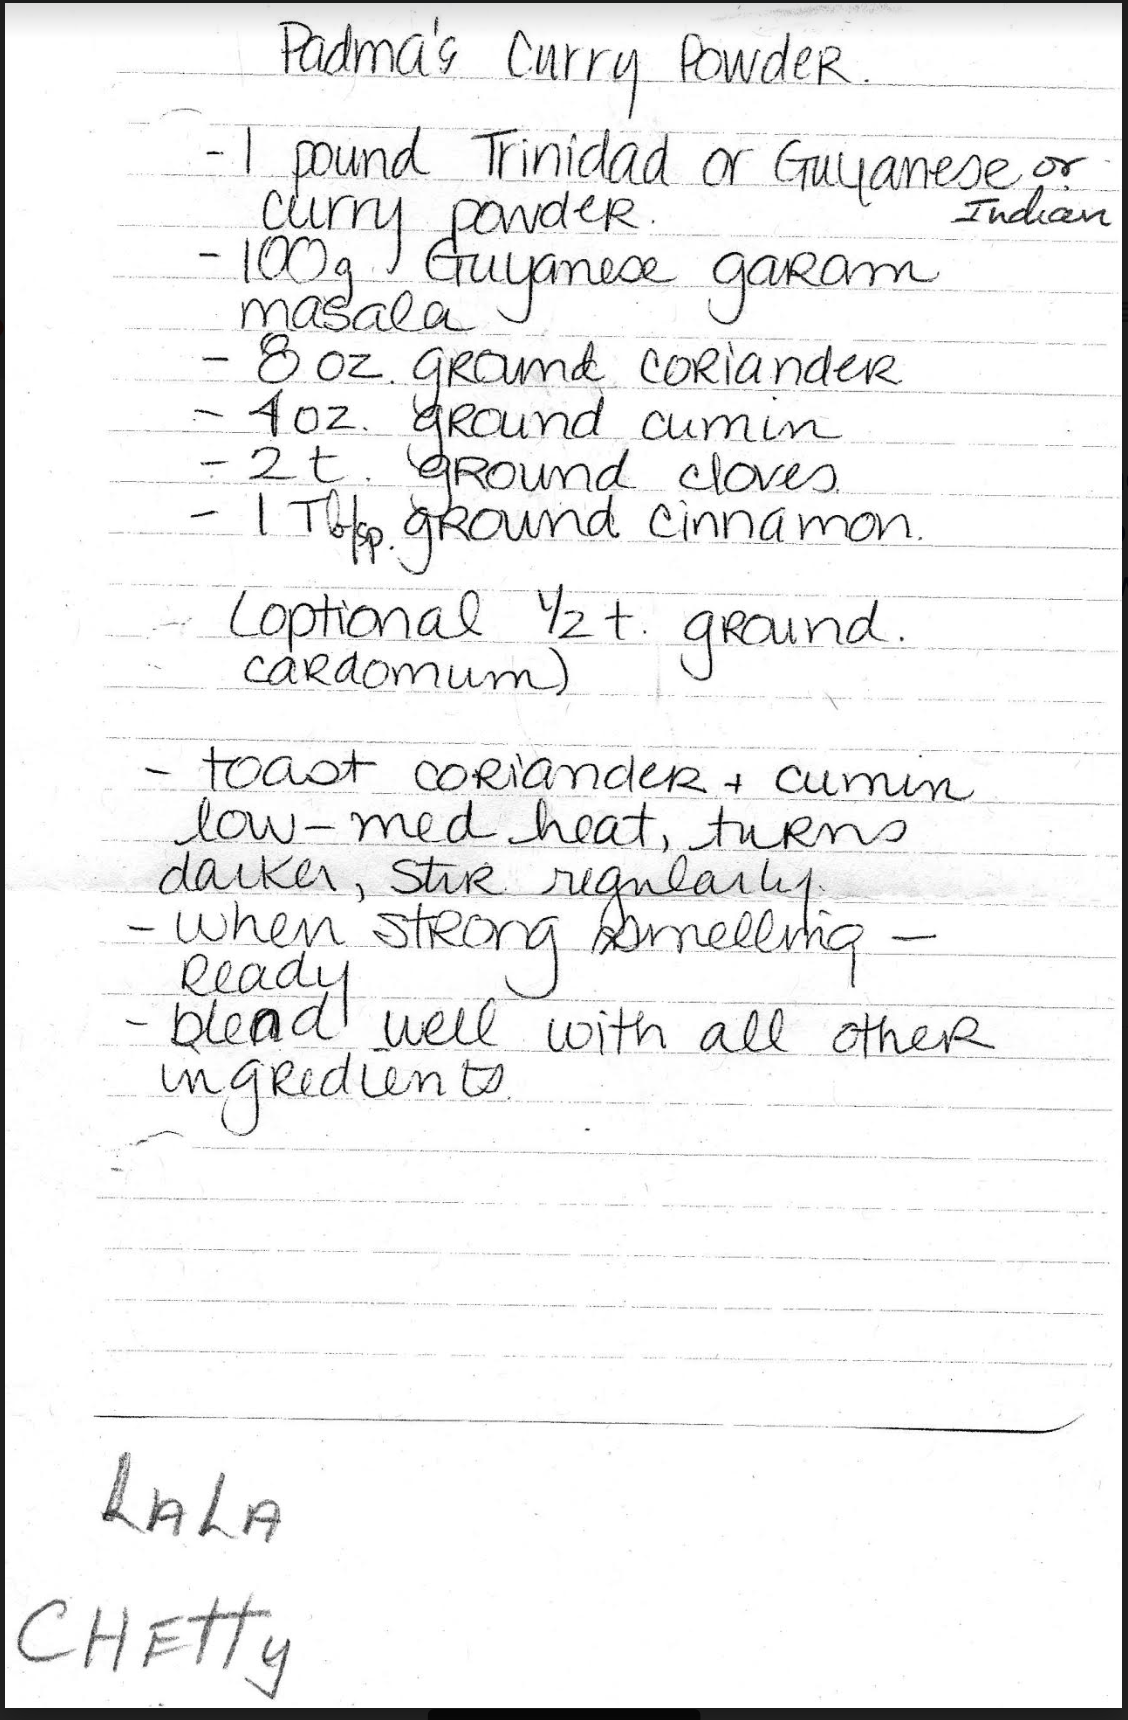 Padma's Curry Powder.
- 1 pound Trinidad or Guyanese or
curry powder. Indian
- 100g Guyanese garam
masala
- 8 oz. ground coriander
- 4 oz. ground cumin
- 2 t. ground cloves.
- 1 Tblsp. ground cinnamon.
(optional 1/2 t. ground.
cardomum)
- toast coriander + cumin
low-med heat, turns
darker, stir regularly.
- when strong smelling -
Ready
- blend well with all other
ingredients.
LALA
CHETTY